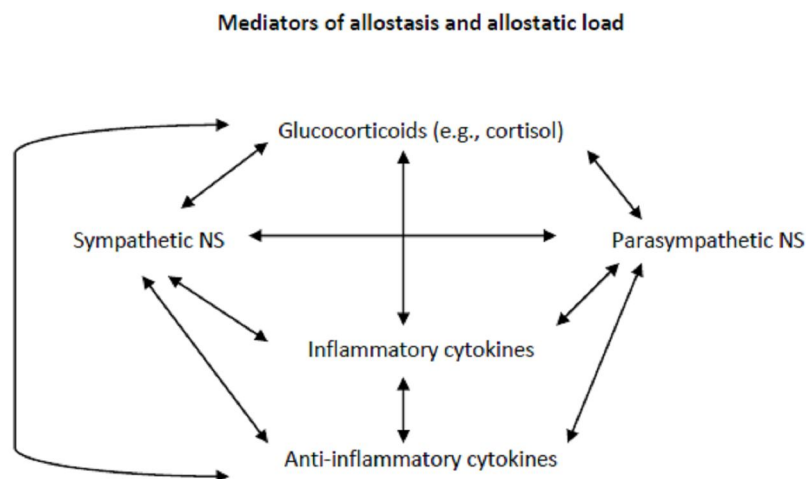 Mediators of allostasis and allostatic load
Glucocorticoids (e.g., cortisol)
Sympathetic NS
Parasympathetic NS
Inflammatory cytokines
Anti-inflammatory cytokines